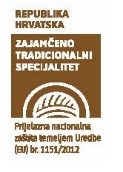 REPUBLIKA
HRVATSKA
ZAJAMČENO
TRADICIONALNI
SPECIJALITET
Prijelazna nacionalna
zaštita temeljem Uredbe
(EU) br. 1151/2012